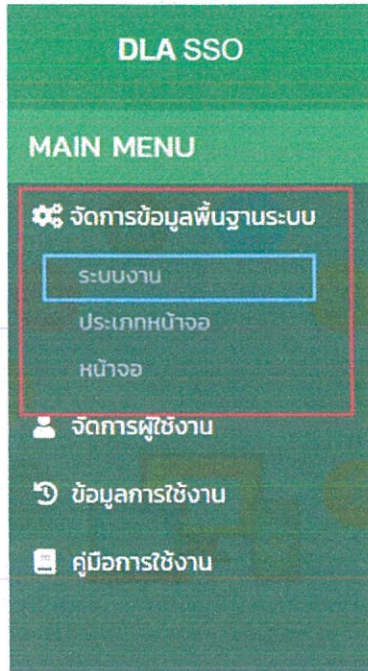 DLA SSO
MAIN MENU
จัดการข้อมูลพื้นฐานระบบ
ระบบงาน
ประเภทหน้าจอ
หน้าจอ
จัดการผู้ใช้งาน
ข้อมูลการใช้งาน
คู่มือการใช้งาน